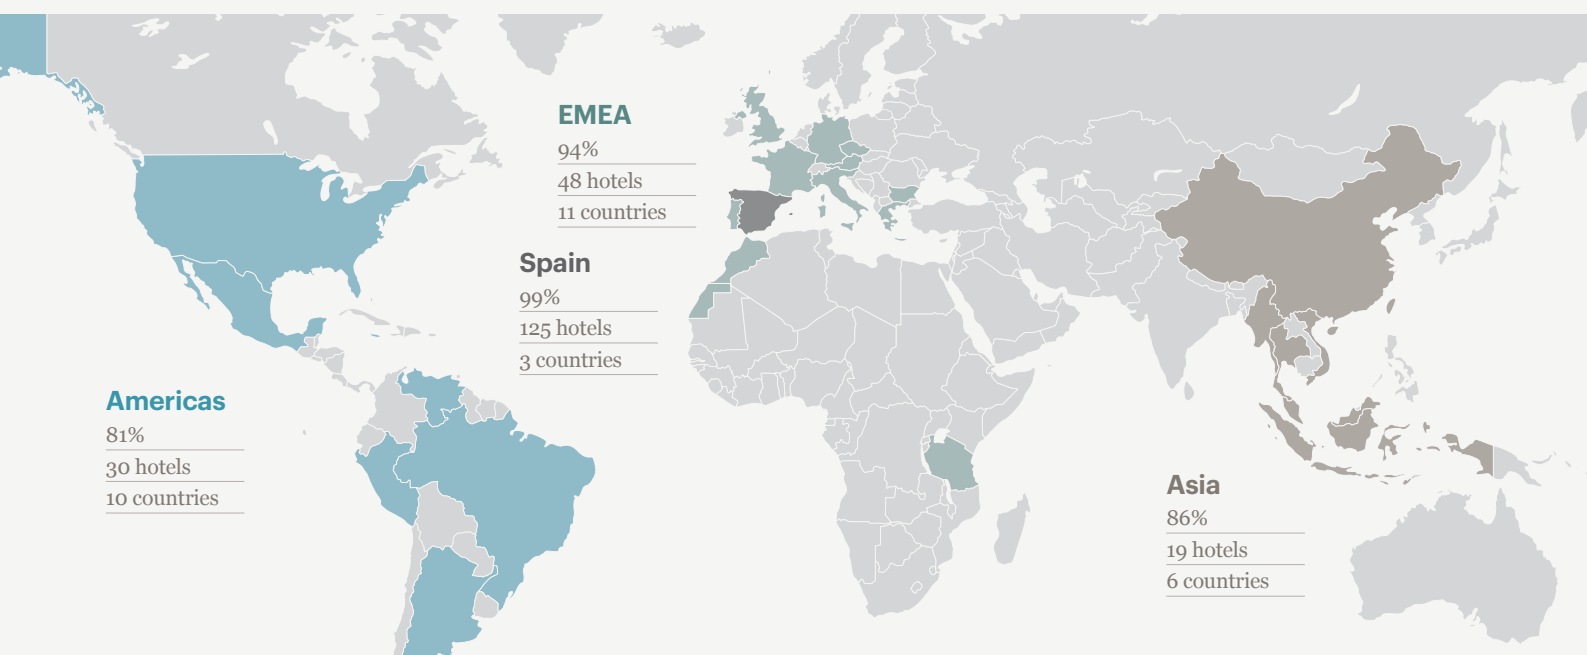 EMEA
94%
48 hotels
11 countries
Spain
99%
125 hotels
3 countries
Americas
81%
30 hotels
10 countries
Asia
86%
19 hotels
6 countries